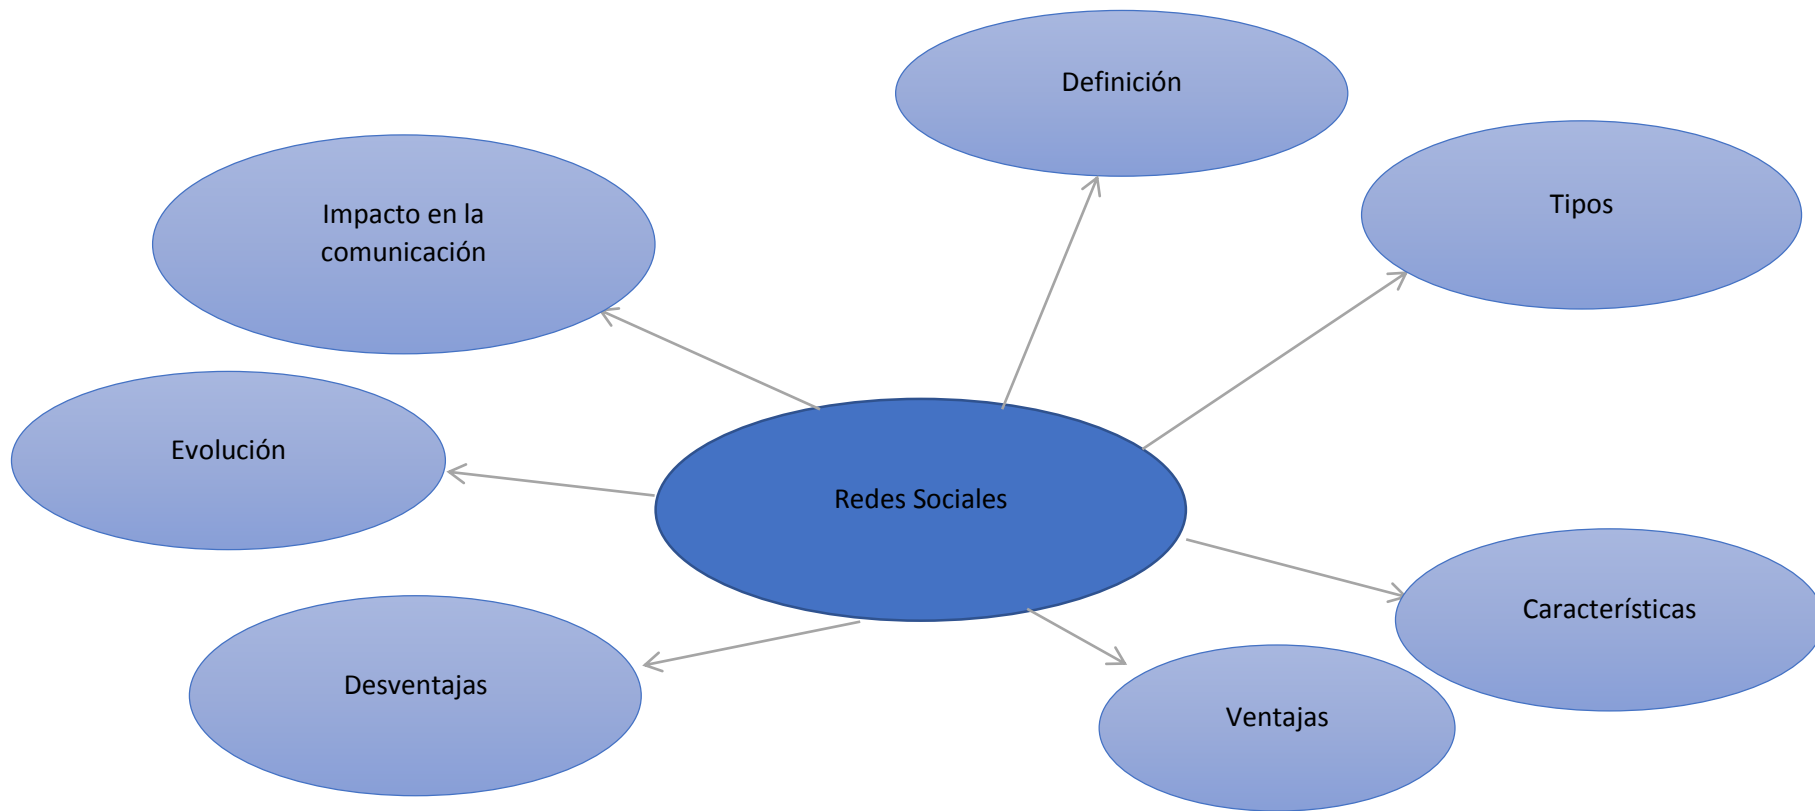 Definición
Tipos
Impacto en la
comunicación
Evolución
Redes Sociales
Características
Desventajas
Ventajas